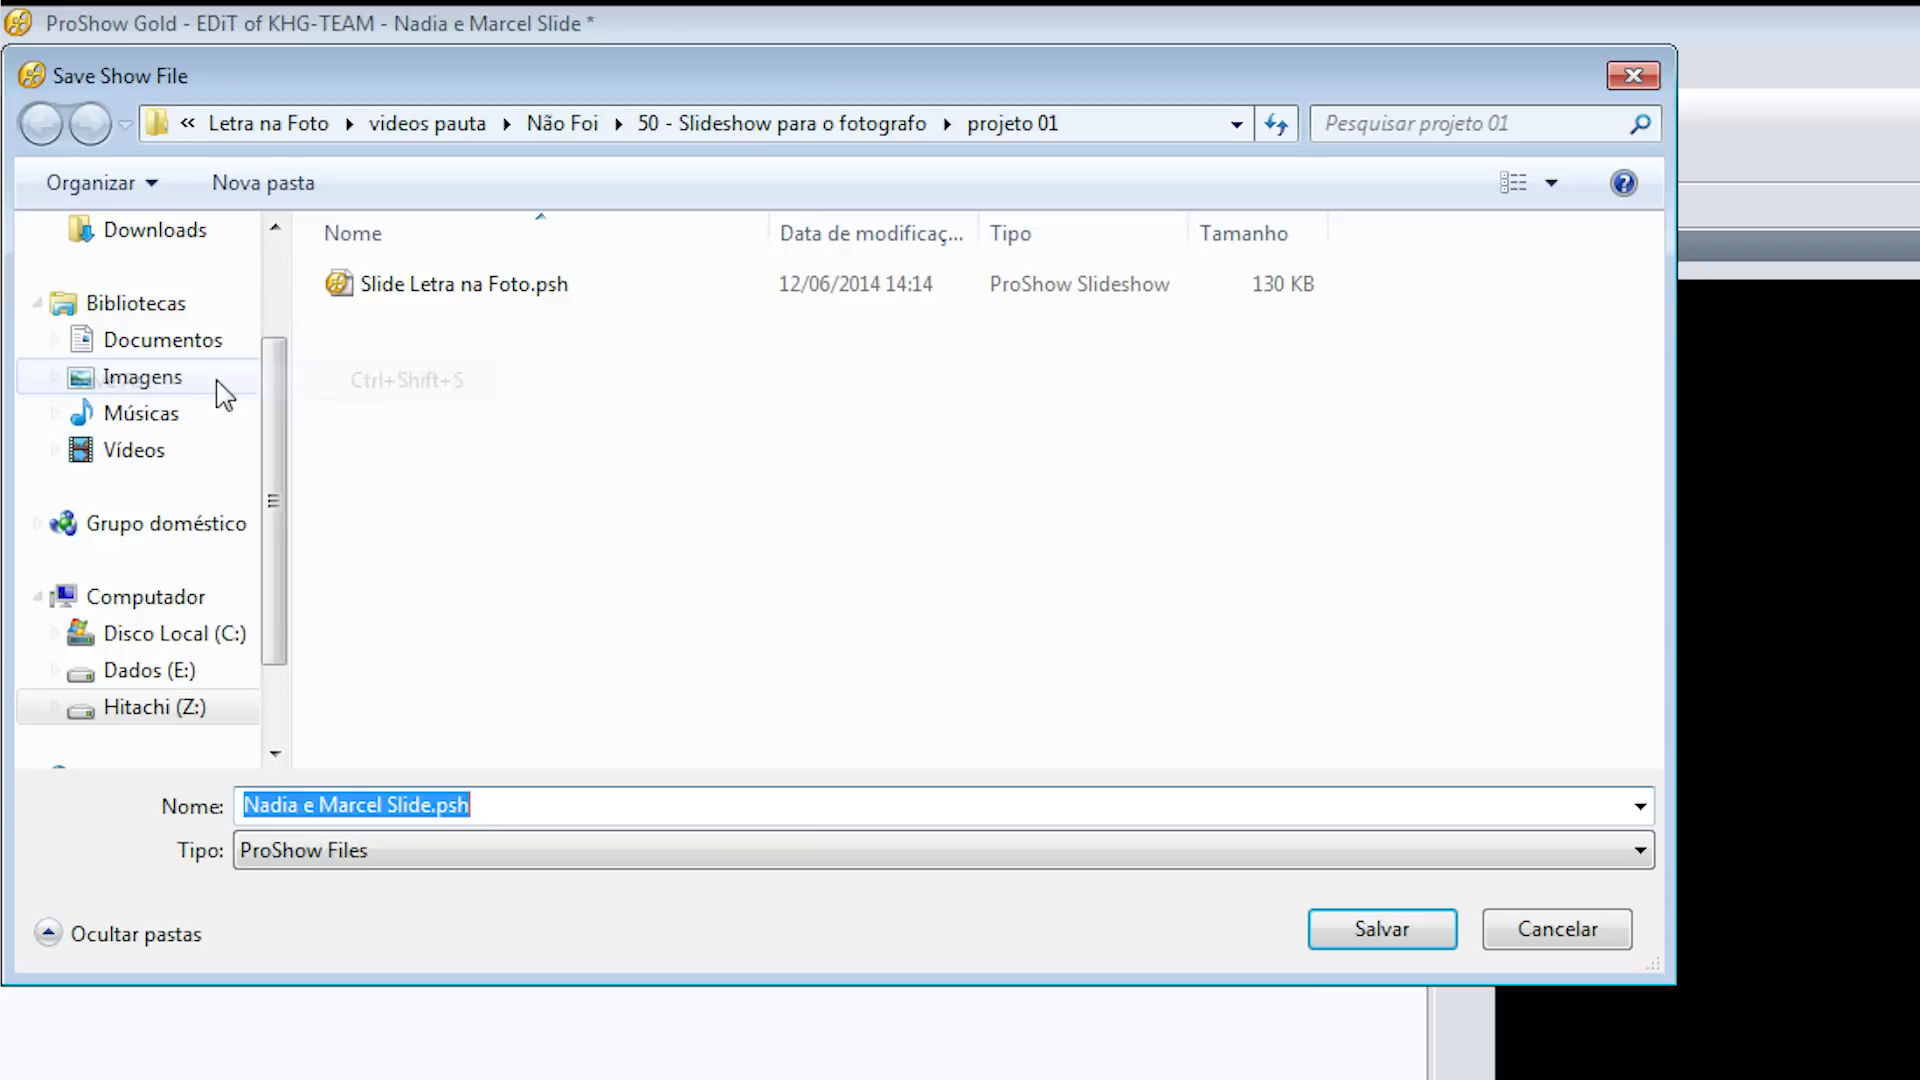 ProShow Gold - EDiT of KHG-TEAM - Nadia e Marcel Slide *
Save Show File
« Letra na Foto videos pauta Não Foi 50 - Slideshow para o fotografo projeto 01
Pesquisar projeto 01
Organizar Nova pasta
Downloads
Bibliotecas
Documentos
Imagens
Músicas
Vídeos
Grupo doméstico
Computador
Disco Local (C:)
Dados (E:)
Hitachi (Z:)
Nome Data de modificaç... Tipo Tamanho
Slide Letra na Foto.psh 12/06/2014 14:14 ProShow Slideshow 130 KB
Ctrl+Shift+S
Nome: Nadia e Marcel Slide.psh
Tipo: ProShow Files
Ocultar pastas
Salvar Cancelar